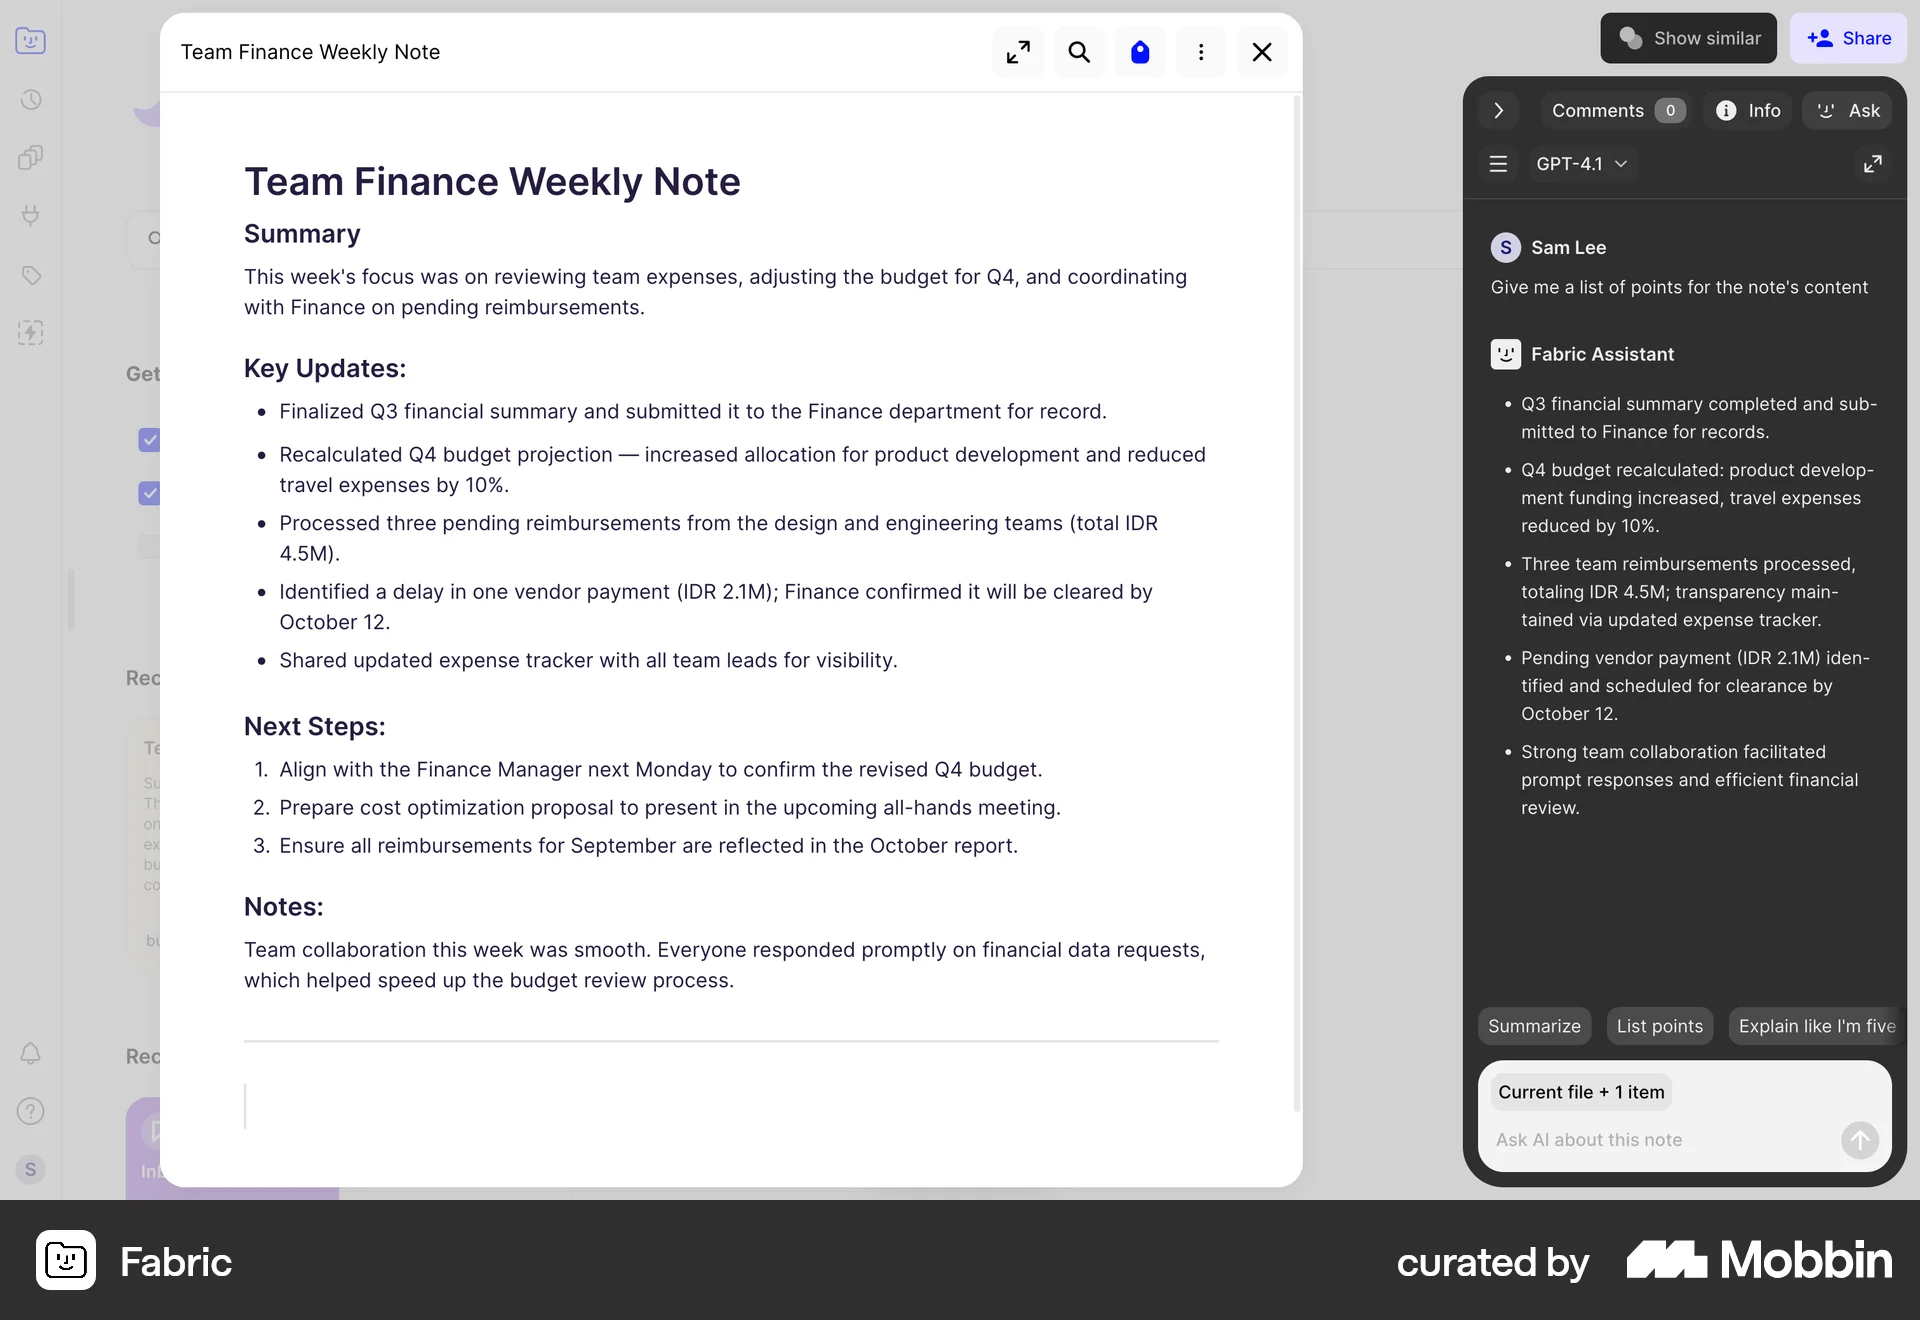 Team Finance Weekly Note
Show similar
Share
Team Finance Weekly Note
Summary
This week's focus was on reviewing team expenses, adjusting the budget for Q4, and coordinating
with Finance on pending reimbursements.
Key Updates:
• Finalized Q3 financial summary and submitted it to the Finance department for record.
• Recalculated Q4 budget projection — increased allocation for product development and reduced
travel expenses by 10%.
• Processed three pending reimbursements from the design and engineering teams (total IDR
4.5M).
• Identified a delay in one vendor payment (IDR 2.1M); Finance confirmed it will be cleared by
October 12.
• Shared updated expense tracker with all team leads for visibility.
Next Steps:
1. Align with the Finance Manager next Monday to confirm the revised Q4 budget.
2. Prepare cost optimization proposal to present in the upcoming all-hands meeting.
3. Ensure all reimbursements for September are reflected in the October report.
Notes:
Team collaboration this week was smooth. Everyone responded promptly on financial data requests,
which helped speed up the budget review process.
Comments 0
Info
Ask
GPT-4.1
S Sam Lee
Give me a list of points for the note's content
Fabric Assistant
• Q3 financial summary completed and sub-
mitted to Finance for records.
• Q4 budget recalculated: product develop-
ment funding increased, travel expenses
reduced by 10%.
• Three team reimbursements processed,
totaling IDR 4.5M; transparency main-
tained via updated expense tracker.
• Pending vendor payment (IDR 2.1M) iden-
tified and scheduled for clearance by
October 12.
• Strong team collaboration facilitated
prompt responses and efficient financial
review.
Summarize
List points
Explain like I'm five
Current file + 1 item
Ask AI about this note
Get
Rec
Te
Su
Th
on
ex
bu
co
bu
Rec
S
Fabric
curated by
Mobbin